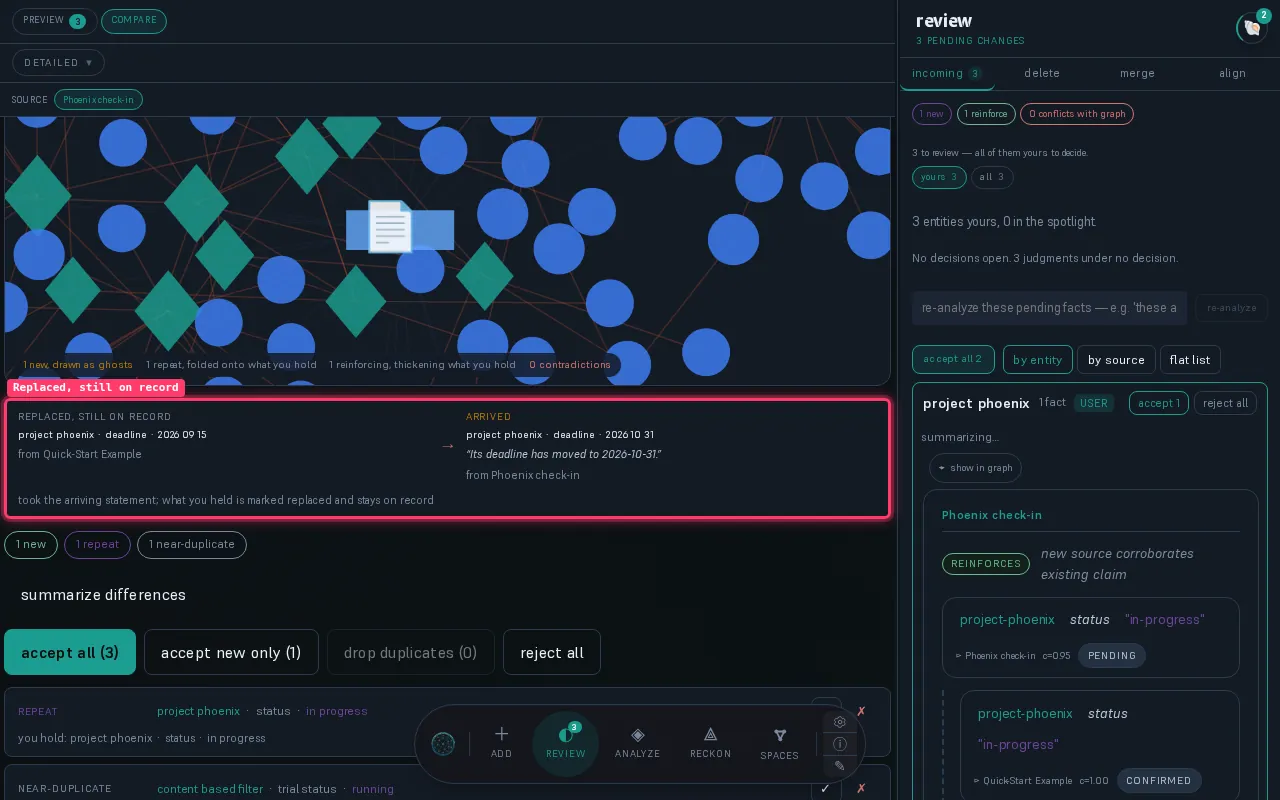 PREVIEW 3 COMPARE
DETAILED ▾
SOURCE Phoenix check-in
1 new, drawn as ghosts 1 repeat, folded onto what you hold 1 reinforcing, thickening what you hold 0 contradictions
Replaced, still on record
REPLACED, STILL ON RECORD
project phoenix · deadline · 2026 09 15
from Quick-Start Example
→
ARRIVED
project phoenix · deadline · 2026 10 31
“Its deadline has moved to 2026-10-31.”
from Phoenix check-in
took the arriving statement; what you held is marked replaced and stays on record
1 new 1 repeat 1 near-duplicate
summarize differences
accept all (3) accept new only (1) drop duplicates (0) reject all
REPEAT project phoenix · status · in progress ✗
you hold: project phoenix · status · in progress
NEAR-DUPLICATE content based filter · trial status · running ✓ ✗
ADD
3
REVIEW
ANALYZE
RECKON
SPACES
review
3 PENDING CHANGES
2
incoming 3 delete merge align
1 new 1 reinforce 0 conflicts with graph
3 to review — all of them yours to decide.
yours 3 all 3
3 entities yours, 0 in the spotlight.
No decisions open. 3 judgments under no decision.
re-analyze these pending facts — e.g. 'these a re-analyze
accept all 2 by entity by source flat list
project phoenix 1 fact USER accept 1 reject all
summarizing…
show in graph
Phoenix check-in
REINFORCES new source corroborates
existing claim
project-phoenix status "in-progress"
Phoenix check-in c=0.95 PENDING
project-phoenix status
"in-progress"
Quick-Start Example c=1.00 CONFIRMED